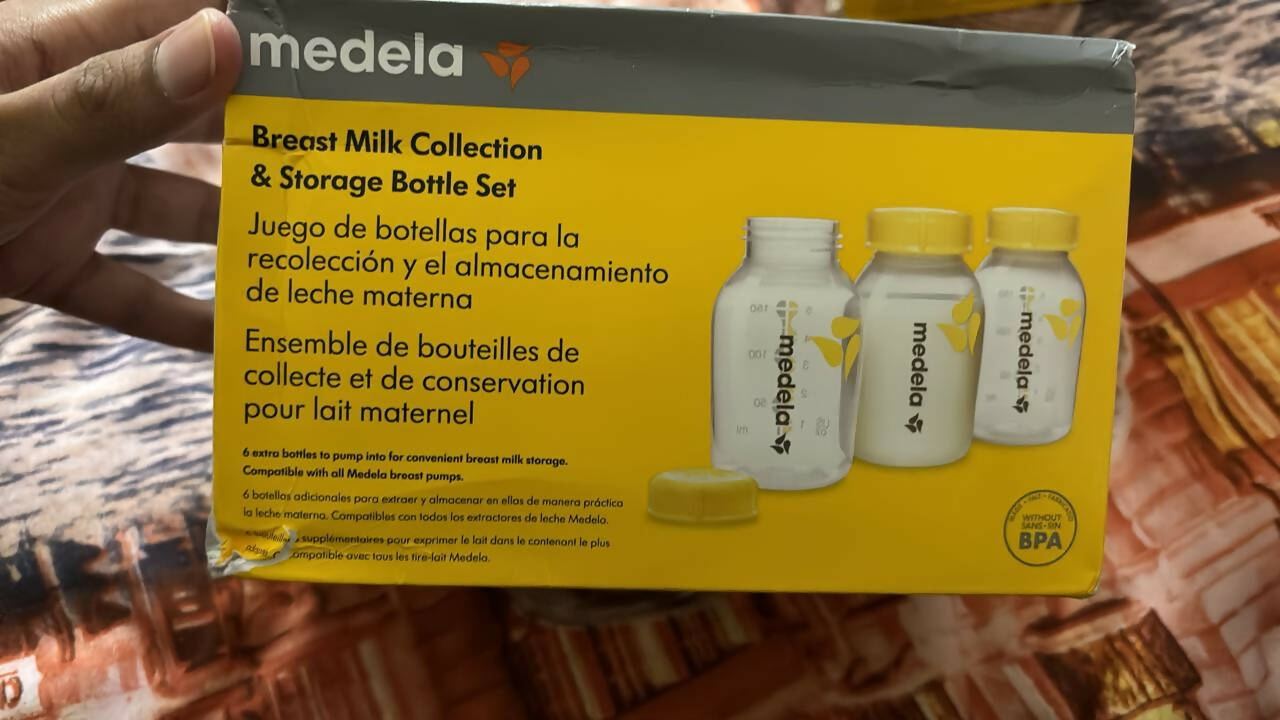 medela
Breast Milk Collection
& Storage Bottle Set
Juego de botellas para la
recolección y el almacenamiento
de leche materna
Ensemble de bouteilles de
collecte et de conservation
pour lait maternel
6 extra bottles to pump into for convenient breast milk storage.
Compatible with all Medela breast pumps.
6 botellas adicionales para extraer y almacenar en ellas de manera práctica
la leche materna. Compatibles con todos los extractores de leche Medela.
supplémentaires pour exprimer le lait dans le contenant le plus
compatible avec tous les tire-lait Medela.
medela
medela
medela
150
100
50
ml
MADE • FAIT • FABRICADO
WITHOUT
SANS•SIN
BPA